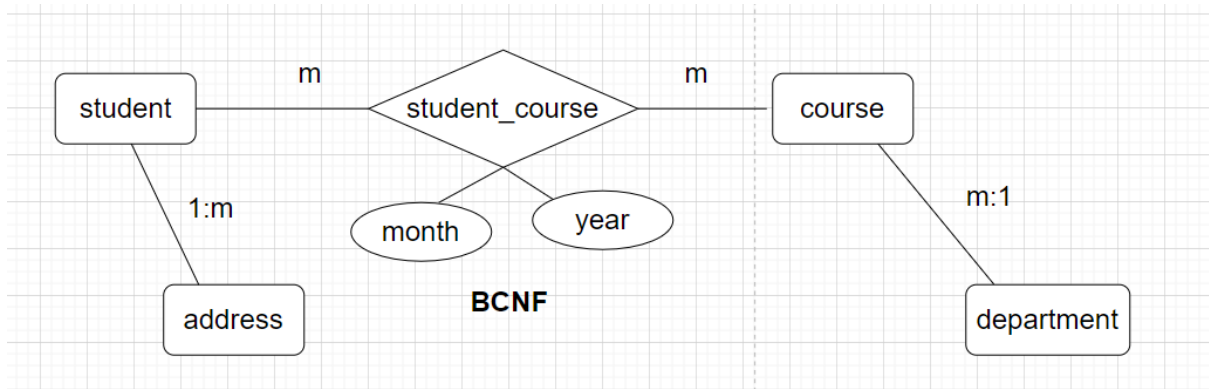 m
m
student
student_course
course
1:m
m:1
month
year
BCNF
address
department